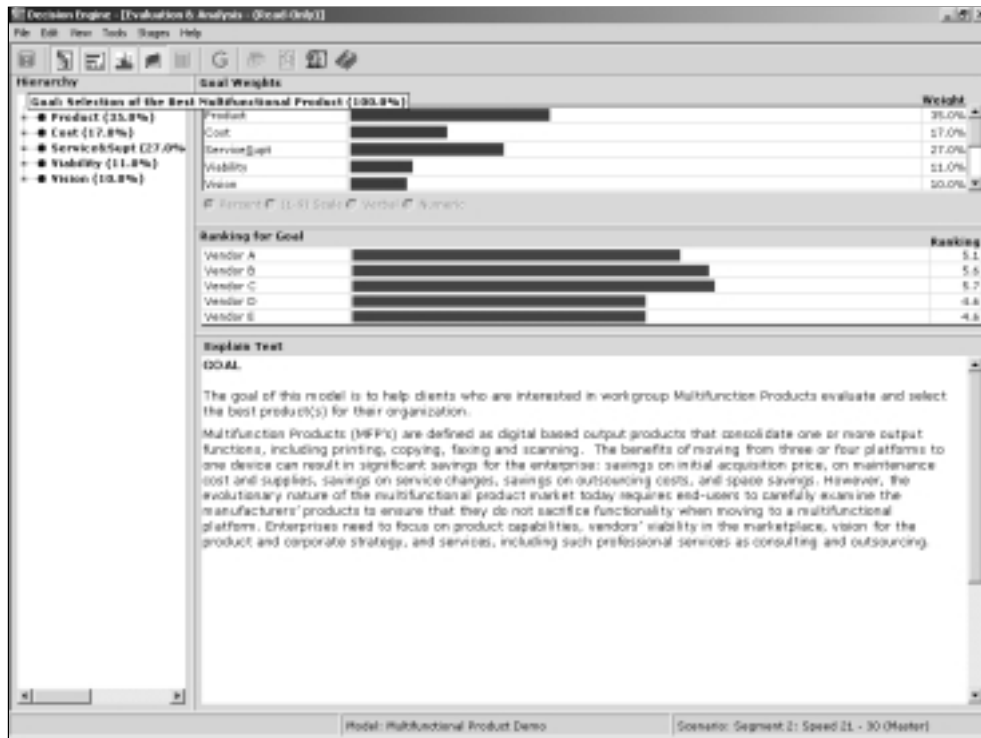 Decision Engine - [Evaluation & Analysis - (Read Only)]
File Edit View Tools Stages Help
Hierarchy
Goal: Selection of the Best Multifunctional Product (100.0%)
Product (35.0%)
Cost (17.0%)
Service&Supt (27.0%
Viability (11.0%)
Vision (10.0%)
Goal Weights
Weight
Product 35.0%
Cost 17.0%
ServiceSupt 27.0%
Viability 11.0%
Vision 10.0%
Percent (1-9) Scale Verbal Numeric
Ranking for Goal
Ranking
Vendor A 5.1
Vendor B 5.6
Vendor C 5.7
Vendor D 4.6
Vendor E 4.6
Explain Text
GOAL
The goal of this model is to help clients who are interested in workgroup Multifunction Products evaluate and select
the best product(s) for their organization.
Multifunction Products (MFP's) are defined as digital based output products that consolidate one or more output
functions, including printing, copying, faxing and scanning. The benefits of moving from three or four platforms to
one device can result in significant savings for the enterprise: savings on initial acquisition price, on maintenance
cost and supplies, savings on service charges, savings on outsourcing costs, and space savings. However, the
evolutionary nature of the multifunctional product market today requires end-users to carefully examine the
manufacturers' products to ensure that they do not sacrifice functionality when moving to a multifunctional
platform. Enterprises need to focus on product capabilities, vendors' viability in the marketplace, vision for the
product and corporate strategy, and services, including such professional services as consulting and outsourcing.
Model: Multifunctional Product Demo
Scenario: Segment 2: Speed 21 - 30 (Master)